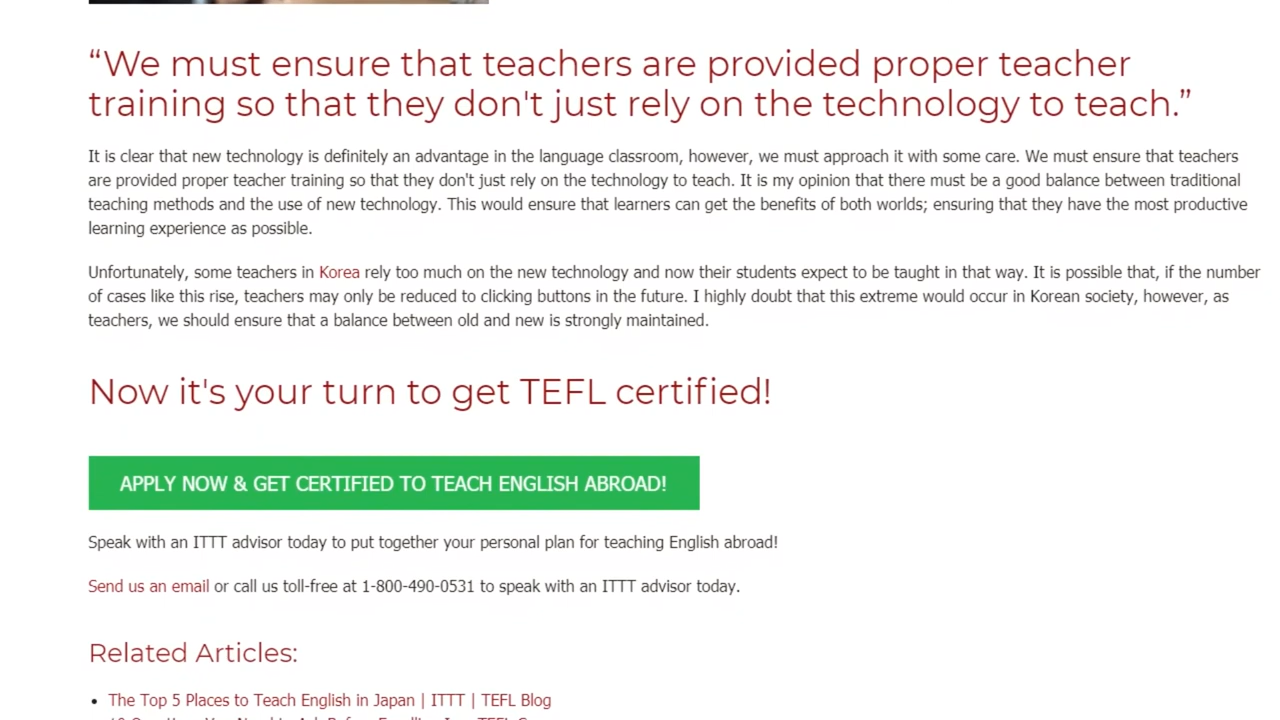 “We must ensure that teachers are provided proper teacher
training so that they don't just rely on the technology to teach.”
It is clear that new technology is definitely an advantage in the language classroom, however, we must approach it with some care. We must ensure that teachers
are provided proper teacher training so that they don't just rely on the technology to teach. It is my opinion that there must be a good balance between traditional
teaching methods and the use of new technology. This would ensure that learners can get the benefits of both worlds; ensuring that they have the most productive
learning experience as possible.
Unfortunately, some teachers in Korea rely too much on the new technology and now their students expect to be taught in that way. It is possible that, if the number
of cases like this rise, teachers may only be reduced to clicking buttons in the future. I highly doubt that this extreme would occur in Korean society, however, as
teachers, we should ensure that a balance between old and new is strongly maintained.
Now it's your turn to get TEFL certified!
APPLY NOW & GET CERTIFIED TO TEACH ENGLISH ABROAD!
Speak with an ITTT advisor today to put together your personal plan for teaching English abroad!
Send us an email or call us toll-free at 1-800-490-0531 to speak with an ITTT advisor today.
Related Articles:
• The Top 5 Places to Teach English in Japan | ITTT | TEFL Blog